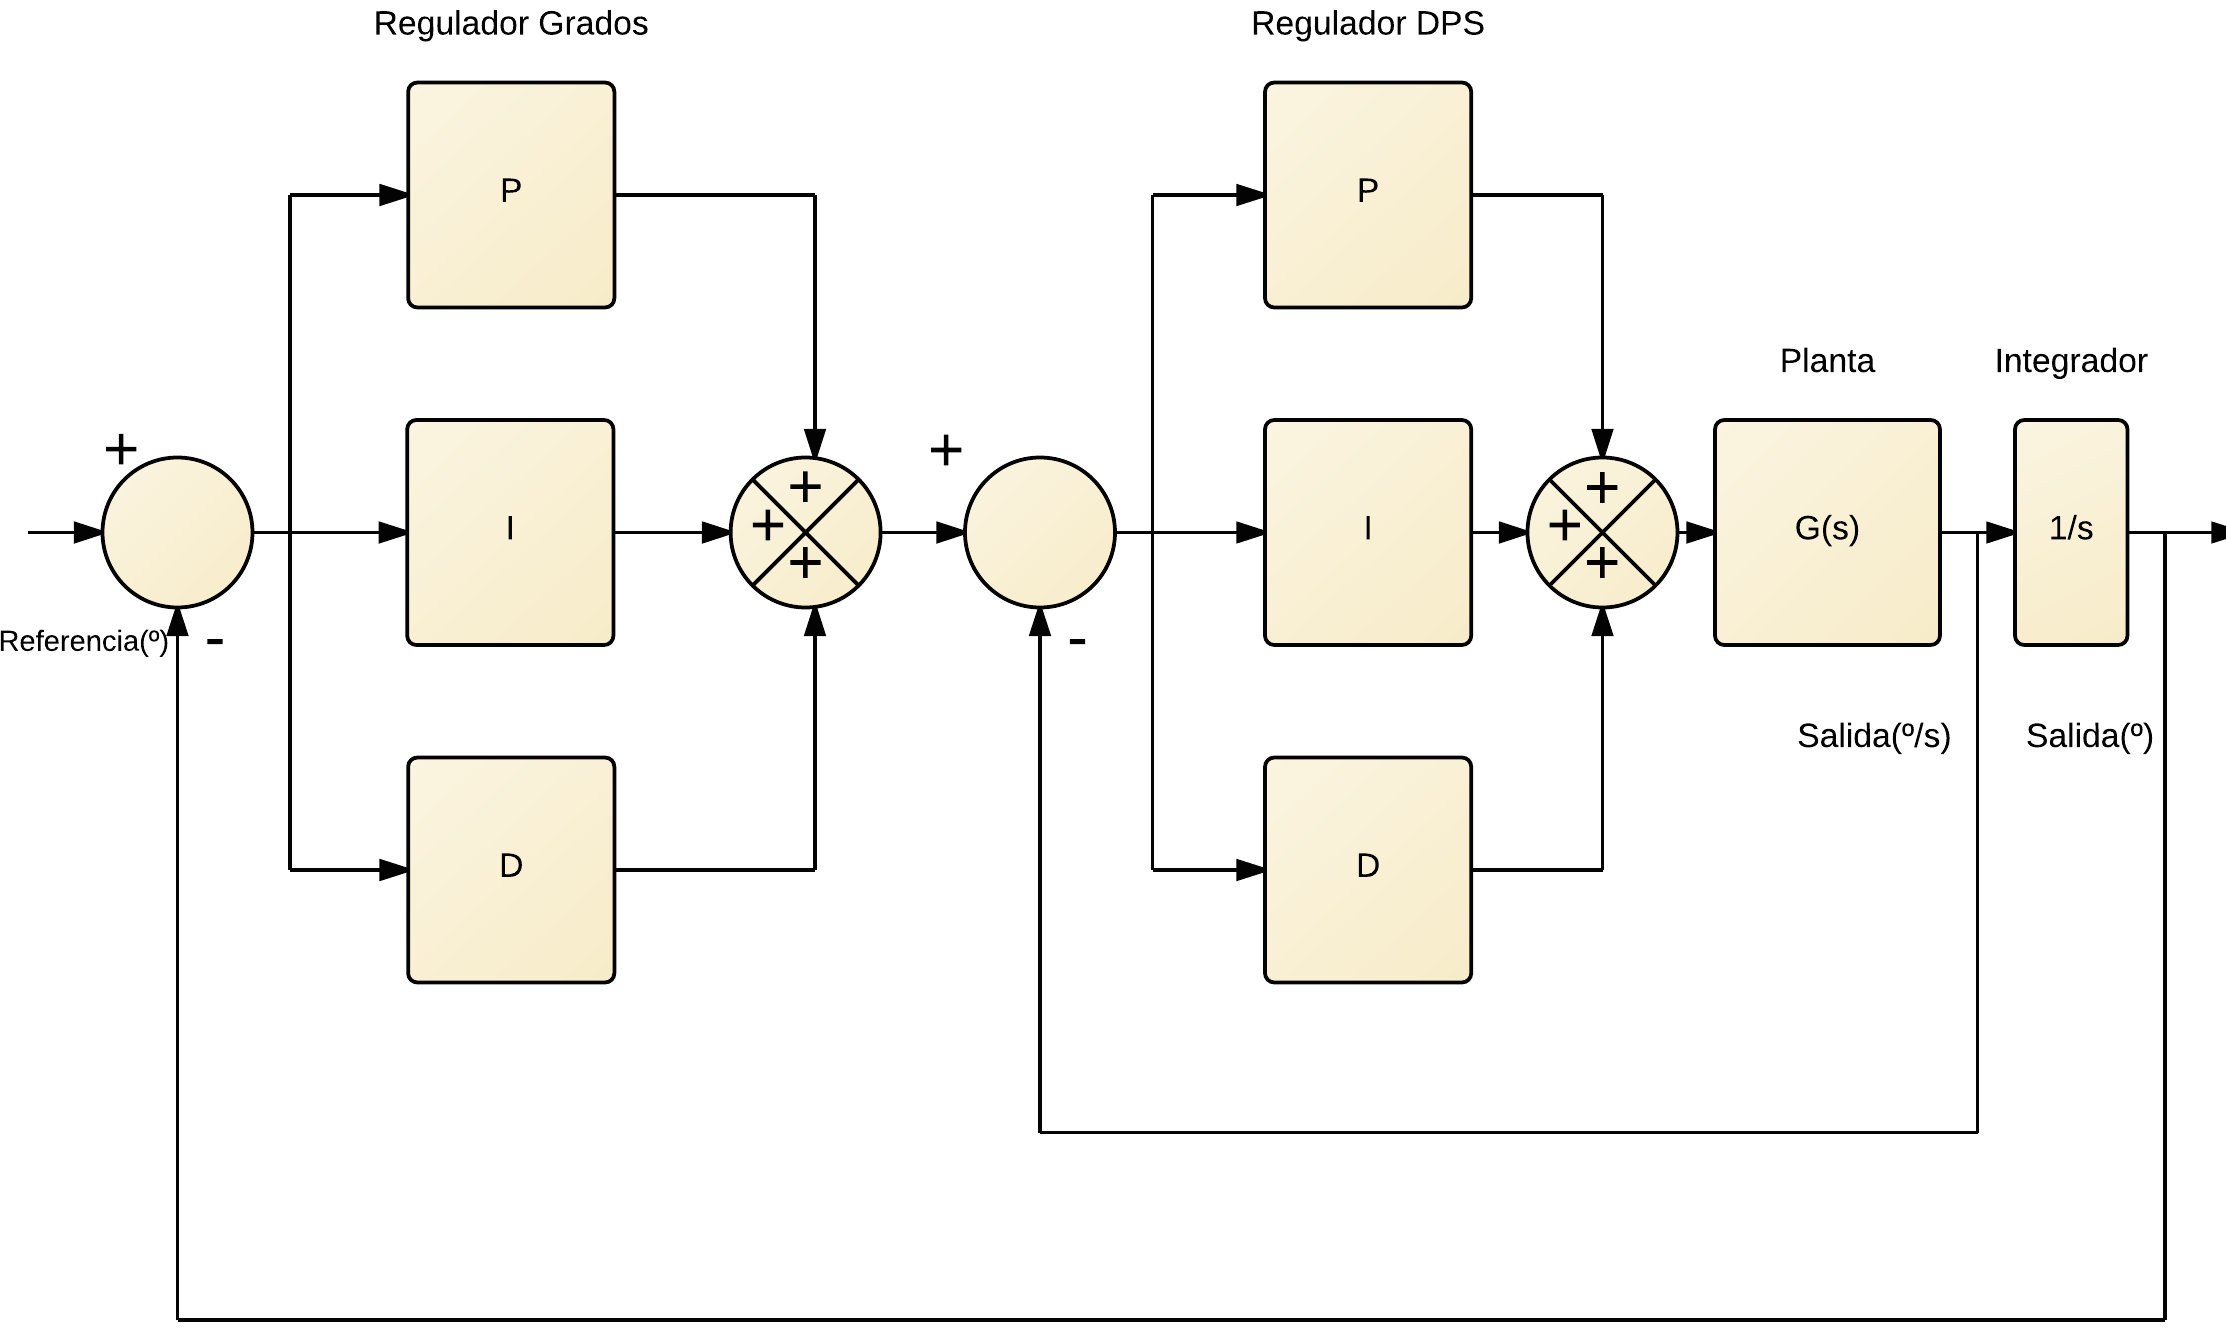 Regulador Grados
Regulador DPS
P
P
Planta
Integrador
+
+
I
+
+
+
I
+
+
+
G(s)
1/s
Referencia(º)
-
-
Salida(º/s)
Salida(º)
D
D